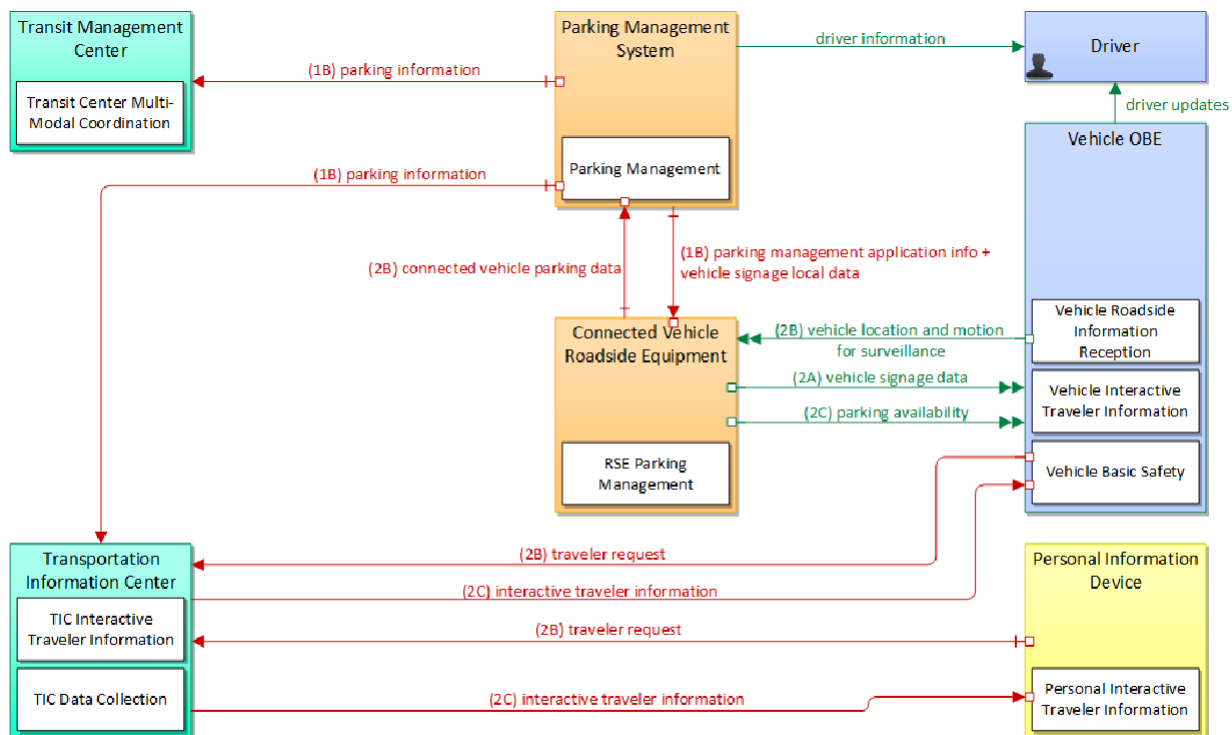 Transit Management
Center
Transit Center Multi-
Modal Coordination
(1B) parking information
Parking Management
System
Parking Management
driver information
Driver
driver updates
Vehicle OBE
(1B) parking information
(2B) connected vehicle
parking data
(1B) parking management application info +
vehicle signage local data
Connected Vehicle
Roadside Equipment
RSE Parking
Management
(2B) vehicle location and motion
for surveillance
(2A) vehicle signage data
(2C) parking availability
Vehicle Roadside
Information
Reception
Vehicle Interactive
Traveler Information
Vehicle Basic Safety
Transportation
Information Center
TIC Interactive
Traveler Information
TIC Data Collection
(2B) traveler request
(2C) interactive traveler information
(2B) traveler request
(2C) interactive traveler information
Personal Information
Device
Personal Interactive
Traveler Information